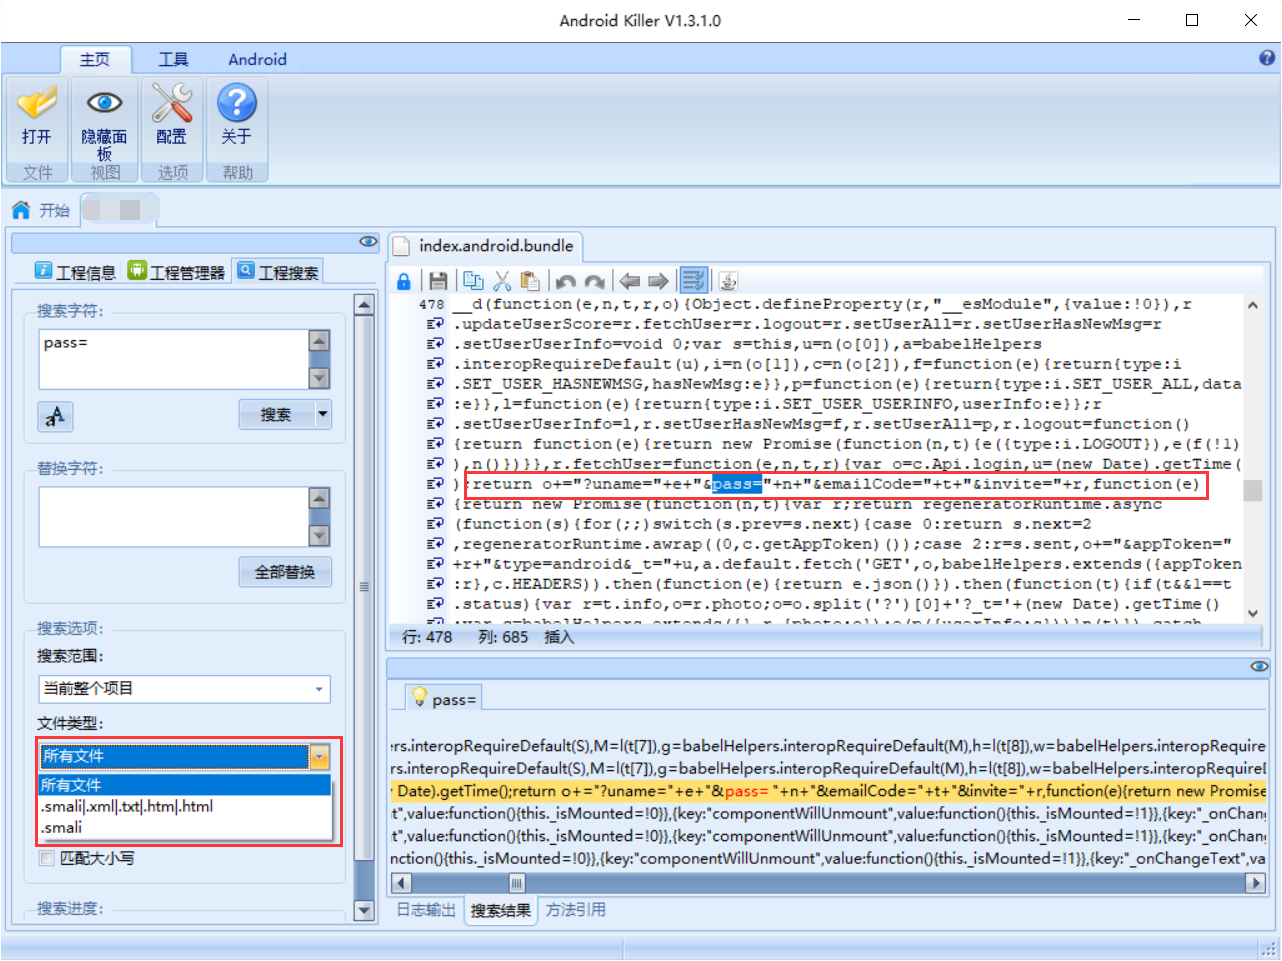 Android Killer V1.3.1.0
主页
工具
Android
打开
隐藏面板
配置
关于
文件
视图
选项
帮助
开始
工程信息
工程管理器
工程搜索
搜索字符:
pass=
搜索
替换字符:
全部替换
搜索选项:
搜索范围:
当前整个项目
文件类型:
所有文件
所有文件
.smali|.xml|.txt|.htm|.html
.smali
匹配大小写
搜索进度:
index.android.bundle
478 __d(function(e,n,t,r,o){Object.defineProperty(r,"__esModule",{value:!0}),r
.updateUserScore=r.fetchUser=r.logout=r.setUserAll=r.setUserHasNewMsg=r
.setUserUserInfo=void 0;var s=this,u=n(o[0]),a=babelHelpers
.interopRequireDefault(u),i=n(o[1]),c=n(o[2]),f=function(e){return{type:i
.SET_USER_HASNEWMSG,hasNewMsg:e}},p=function(e){return{type:i.SET_USER_ALL,data
:e}},l=function(e){return{type:i.SET_USER_USERINFO,userInfo:e}};r
.setUserUserInfo=l,r.setUserHasNewMsg=f,r.setUserAll=p,r.logout=function()
{return function(e){return new Promise(function(n,t){e({type:i.LOGOUT}),e(f(!1)
),n()})}},r.fetchUser=function(e,n,t,r){var o=c.Api.login,u=(new Date).getTime(
);return o+="?uname="+e+"&pass="+n+"&emailCode="+t+"&invite="+r,function(e)
{return new Promise(function(n,t){var r;return regeneratorRuntime.async
(function(s){for(;;)switch(s.prev=s.next){case 0:return s.next=2
,regeneratorRuntime.awrap((0,c.getAppToken)());case 2:r=s.sent,o+="&appToken="
+r+"&type=android&_t="+u,a.default.fetch('GET',o,babelHelpers.extends({appToken
:r},c.HEADERS)).then(function(e){return e.json()}).then(function(t){if(t&&1==t
.status){var r=t.info,o=r.photo;o=o.split('?')[0]+'?_t='+(new Date).getTime()
行: 478 列: 685 插入
pass=
rs.interopRequireDefault(S),M=l(t[7]),g=babelHelpers.interopRequireDefault(M),h=l(t[8]),w=babelHelpers.interopRequire
rs.interopRequireDefault(S),M=l(t[7]),g=babelHelpers.interopRequireDefault(M),h=l(t[8]),w=babelHelpers.interopRequire
Date).getTime();return o+="?uname="+e+"&pass= "+n+"&emailCode="+t+"&invite="+r,function(e){return new Promise
t",value:function(){this._isMounted=!0}},{key:"componentWillUnmount",value:function(){this._isMounted=!1}},{key:"_onChang
t",value:function(){this._isMounted=!0}},{key:"componentWillUnmount",value:function(){this._isMounted=!1}},{key:"_onChang
nction(){this._isMounted=!0}},{key:"componentWillUnmount",value:function(){this._isMounted=!1}},{key:"_onChangeText",va
日志输出
搜索结果
方法引用